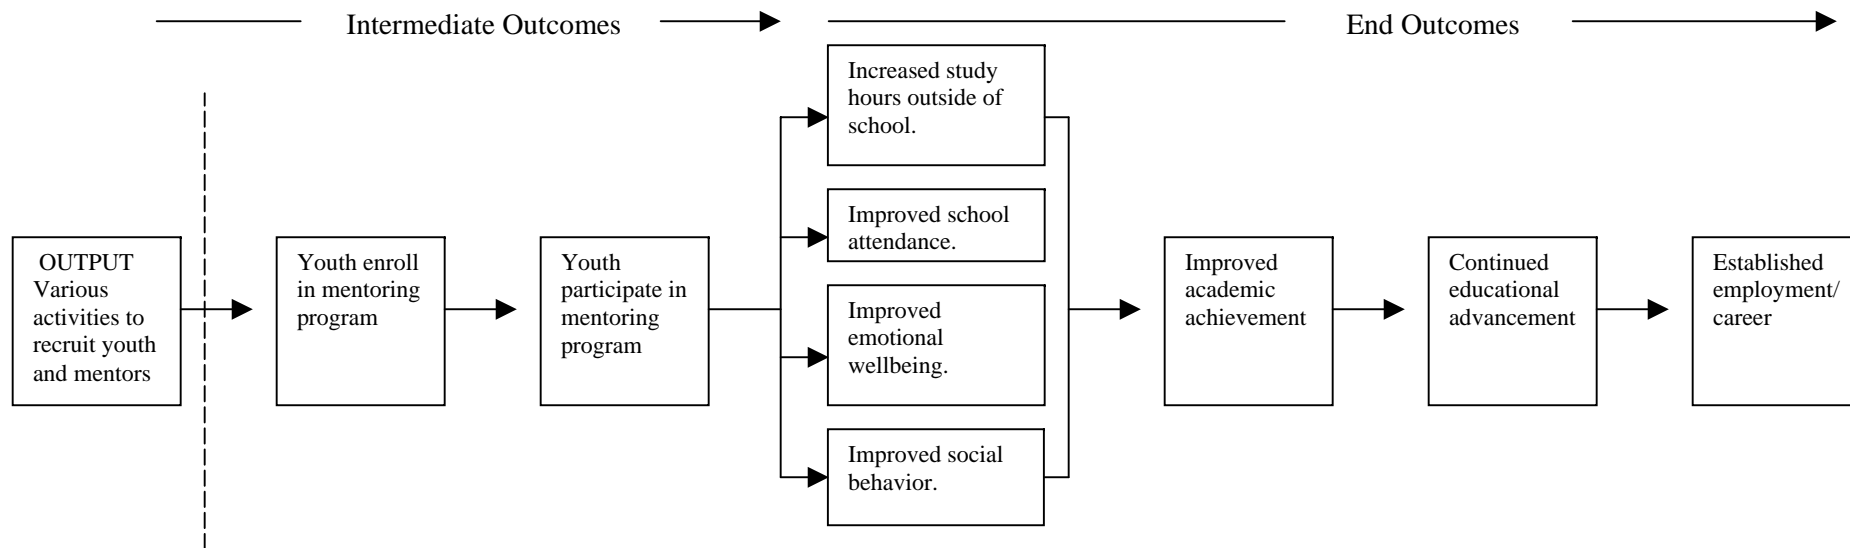 Intermediate Outcomes
End Outcomes
OUTPUT
Various
activities to
recruit youth
and mentors
Youth enroll
in mentoring
program
Youth
participate in
mentoring
program
Increased study
hours outside of
school.
Improved school
attendance.
Improved
emotional
wellbeing.
Improved social
behavior.
Improved
academic
achievement
Continued
educational
advancement
Established
employment/
career